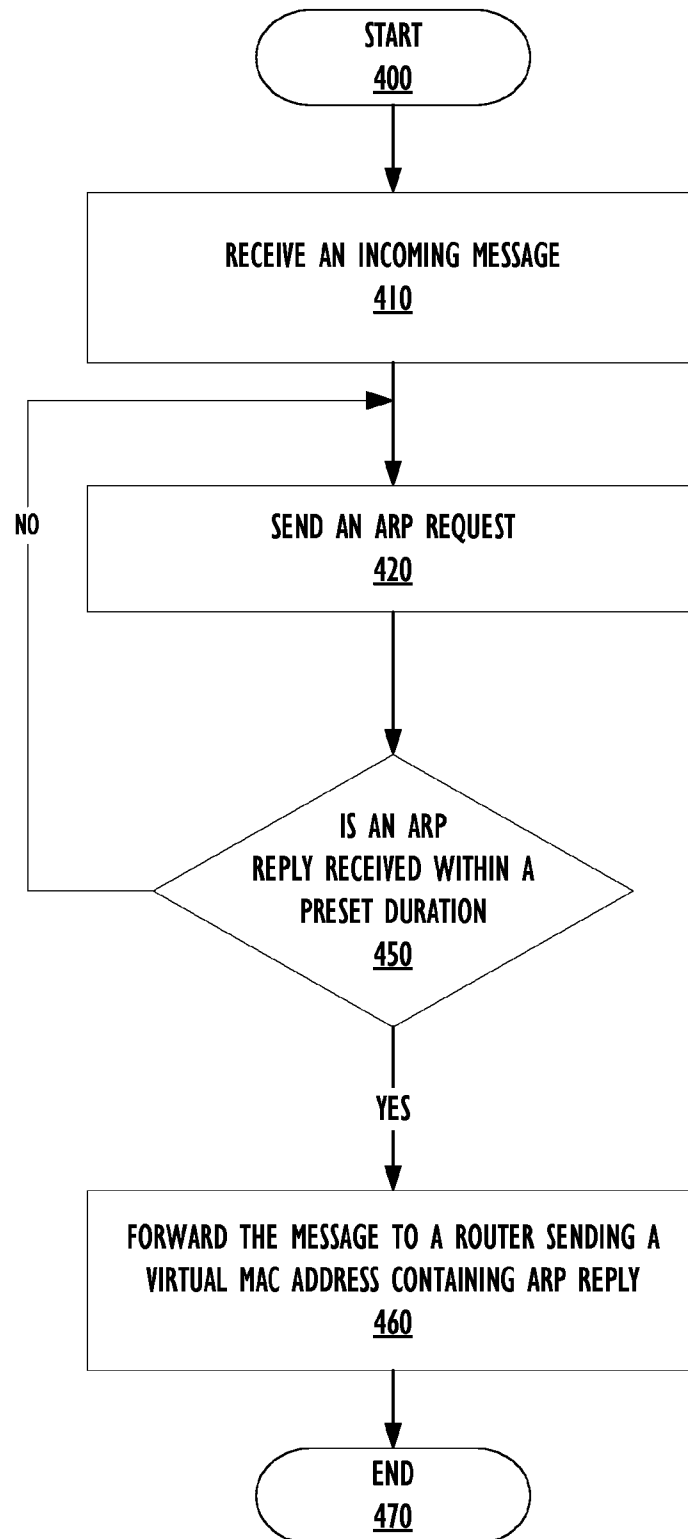 START
400
RECEIVE AN INCOMING MESSAGE
410
NO
SEND AN ARP REQUEST
420
IS AN ARP
REPLY RECEIVED WITHIN A
PRESET DURATION
450
YES
FORWARD THE MESSAGE TO A ROUTER SENDING A
VIRTUAL MAC ADDRESS CONTAINING ARP REPLY
460
END
470